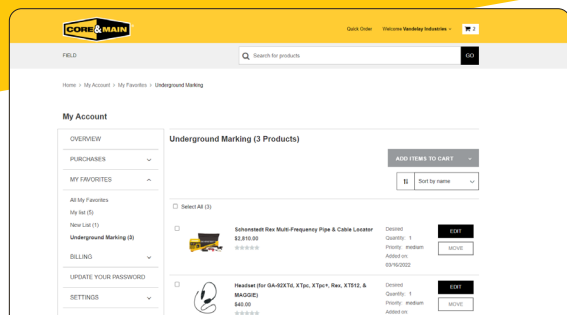 CORE & MAIN
Quick Order Welcome Vandelay Industries 2
FIELD Search for products GO
Home > My Account > My Favorites > Underground Marking
My Account
OVERVIEW
PURCHASES
MY FAVORITES
All My Favorites
My list (5)
New List (1)
Underground Marking (3)
BILLING
UPDATE YOUR PASSWORD
SETTINGS
Underground Marking (3 Products)
ADD ITEMS TO CART
Sort by name
Select All (3)
Schonstedt Rex Multi-Frequency Pipe & Cable Locator
$2,810.00
Desired
Quantity: 1
Priority: medium
Added on:
03/16/2022
EDIT
MOVE
Headset (for GA-92XTd, XTpc, XTpc+, Rex, XT512, &
MAGGIE)
$40.00
Desired
Quantity: 1
Priority: medium
Added on:
EDIT
MOVE